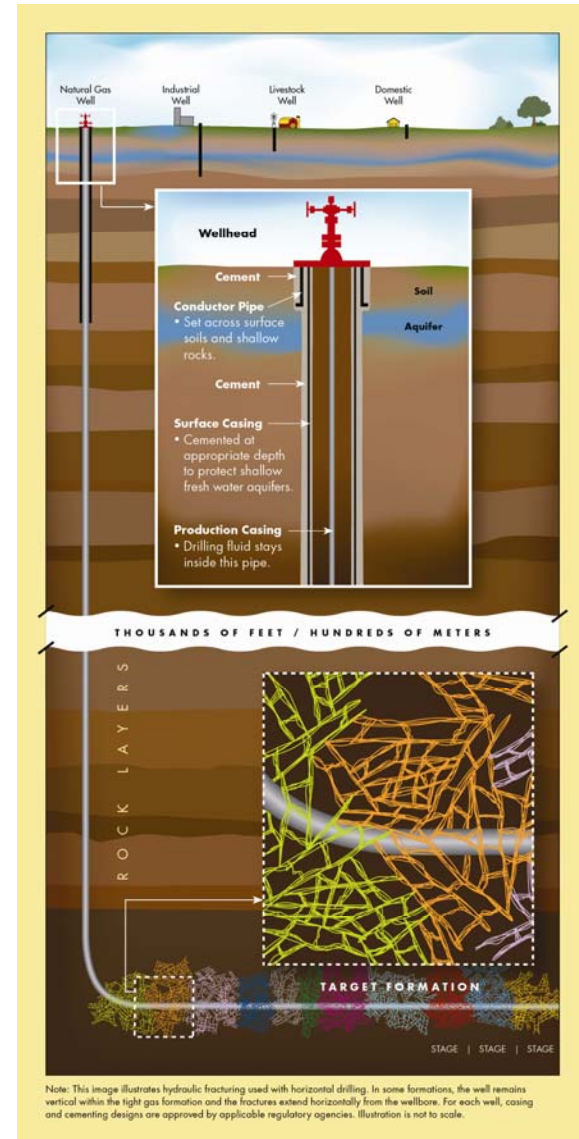 Natural Gas
Well
Industrial
Well
Livestock
Well
Domestic
Well
Wellhead
Cement
Conductor Pipe
• Set across surface
soils and shallow
rocks.
Soil
Aquifer
Cement
Surface Casing
• Cemented at
appropriate depth
to protect shallow
fresh water aquifers.
Production Casing
• Drilling fluid stays
inside this pipe.
THOUSANDS OF FEET / HUNDREDS OF METERS
ROCK LAYERS
TARGET FORMATION
STAGE | STAGE | STAGE
Note: This image illustrates hydraulic fracturing used with horizontal drilling. In some formations, the well remains
vertical within the tight gas formation and the fractures extend horizontally from the wellbore. For each well, casing
and cementing designs are approved by applicable regulatory agencies. Illustration is not to scale.